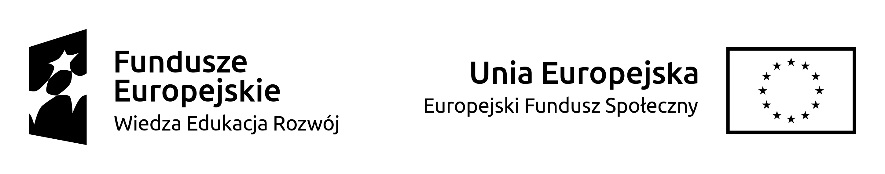 Fundusze
Europejskie
Wiedza Edukacja Rozwój
Unia Europejska
Europejski Fundusz Społeczny